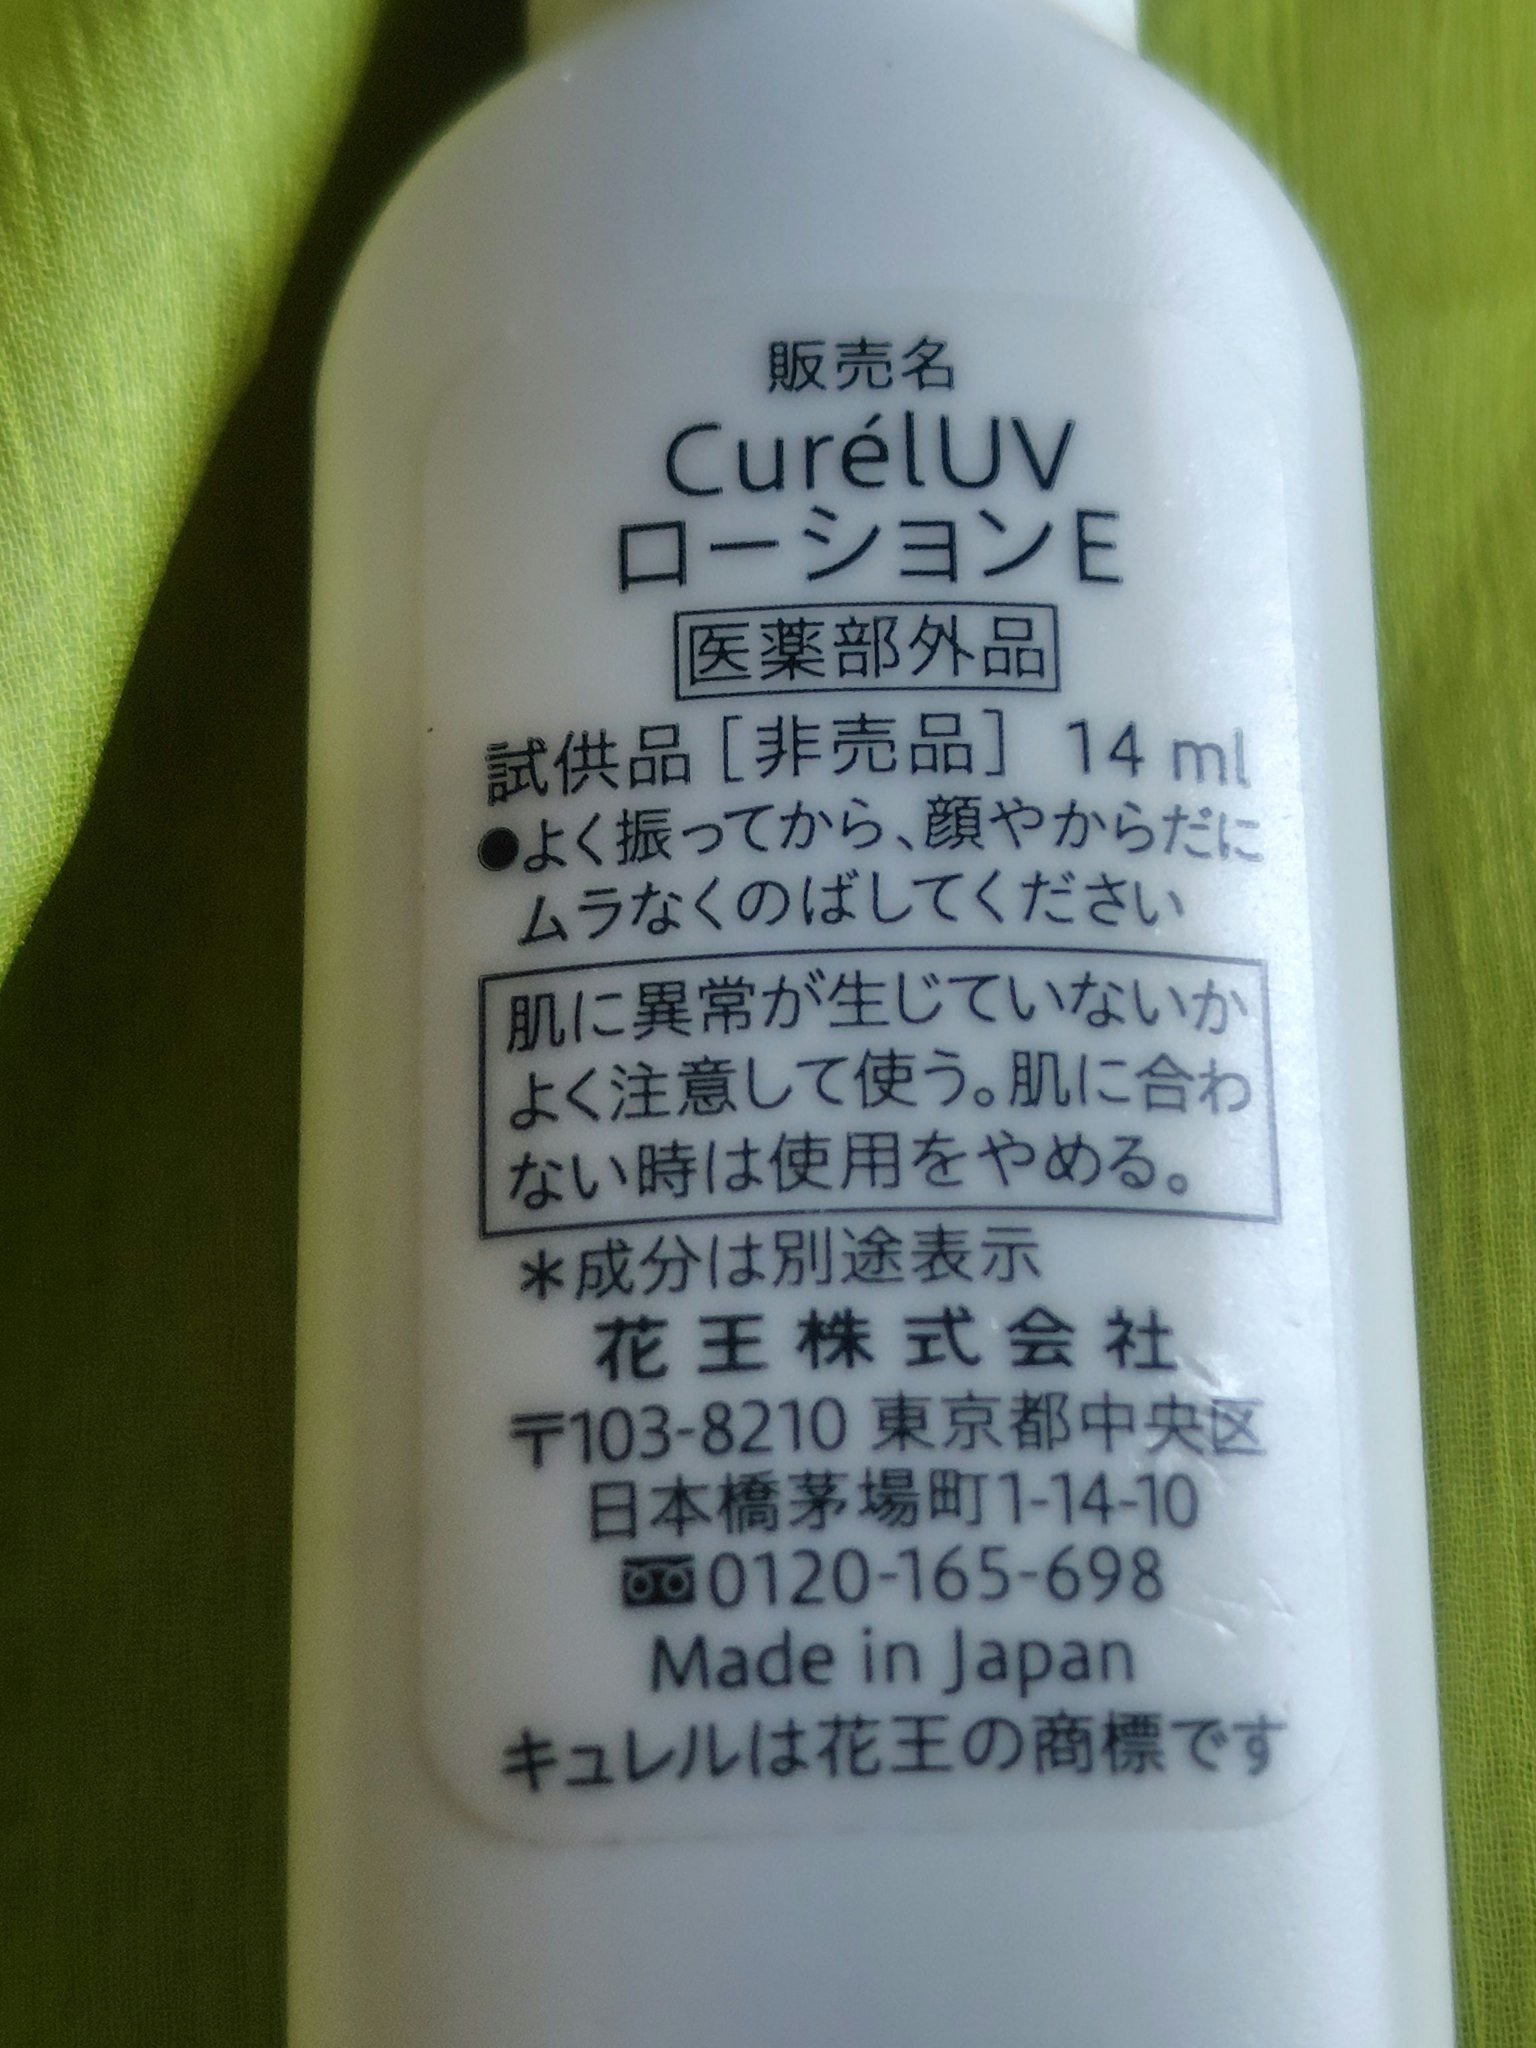 販売名
CurélUV
ローションE
医薬部外品
試供品［非売品］ 14 ml
●よく振ってから、顔やからだに
ムラなくのばしてください
肌に異常が生じていないか
よく注意して使う。肌に合わ
ない時は使用をやめる。
＊成分は別途表示
花王株式会社
〒103-8210 東京都中央区
日本橋茅場町1-14-10
0120-165-698
Made in Japan
キュレルは花王の商標です